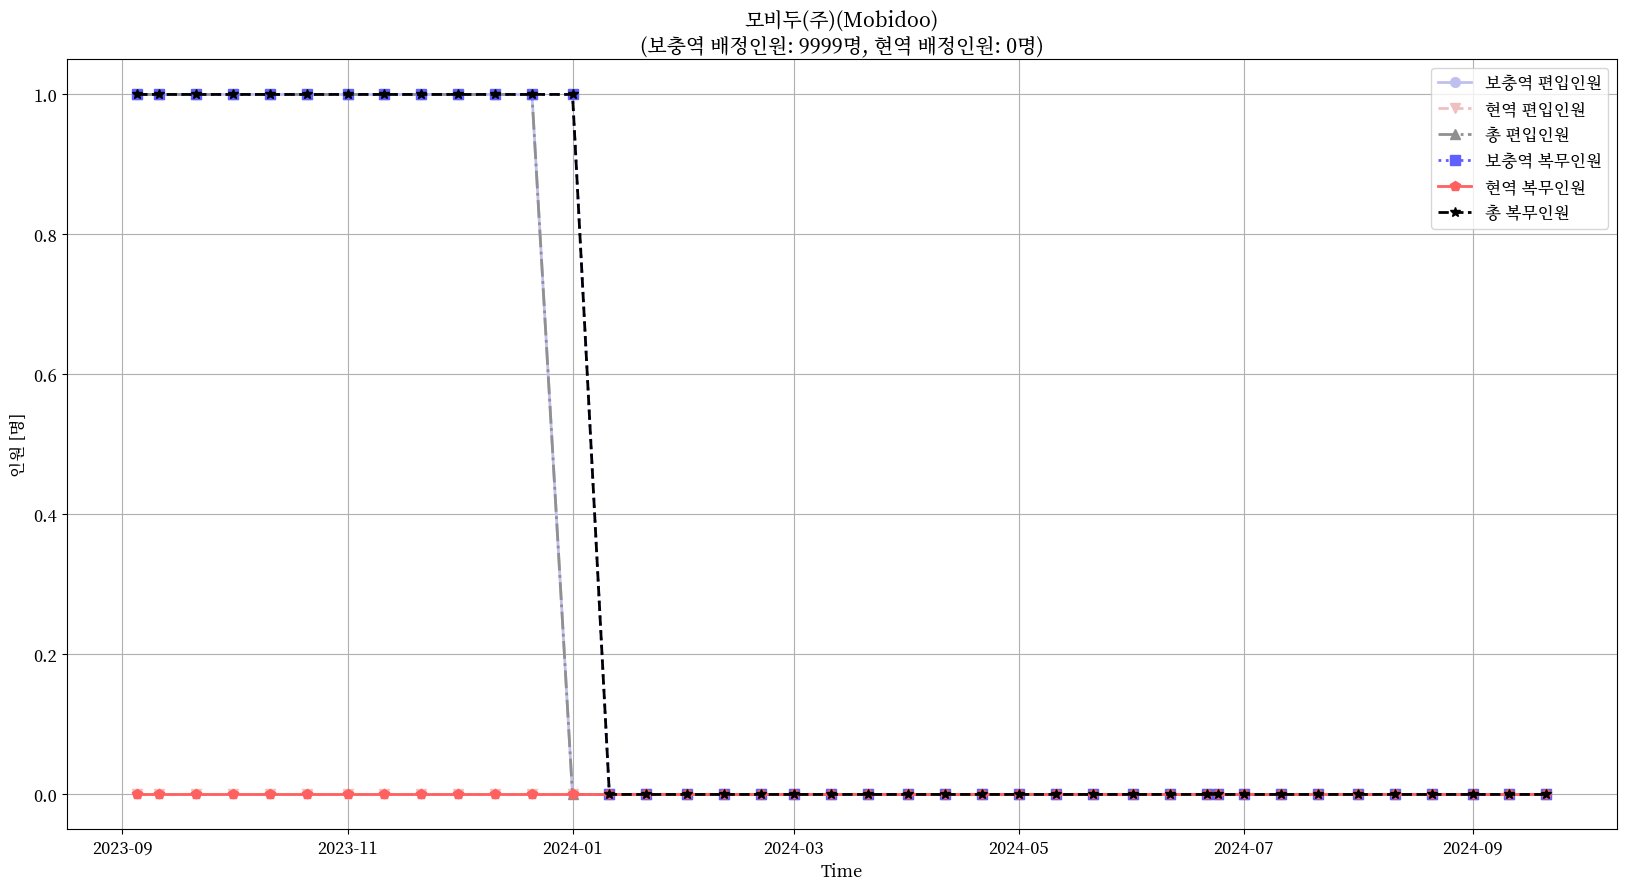 모비두(주)(Mobidoo)
(보충역 배정인원: 9999명, 현역 배정인원: 0명)
보충역 편입인원
현역 편입인원
총 편입인원
보충역 복무인원
현역 복무인원
총 복무인원
1.0
0.8
0.6
0.4
0.2
0.0
인원 [명]
2023-09 2023-11 2024-01 2024-03 2024-05 2024-07 2024-09
Time